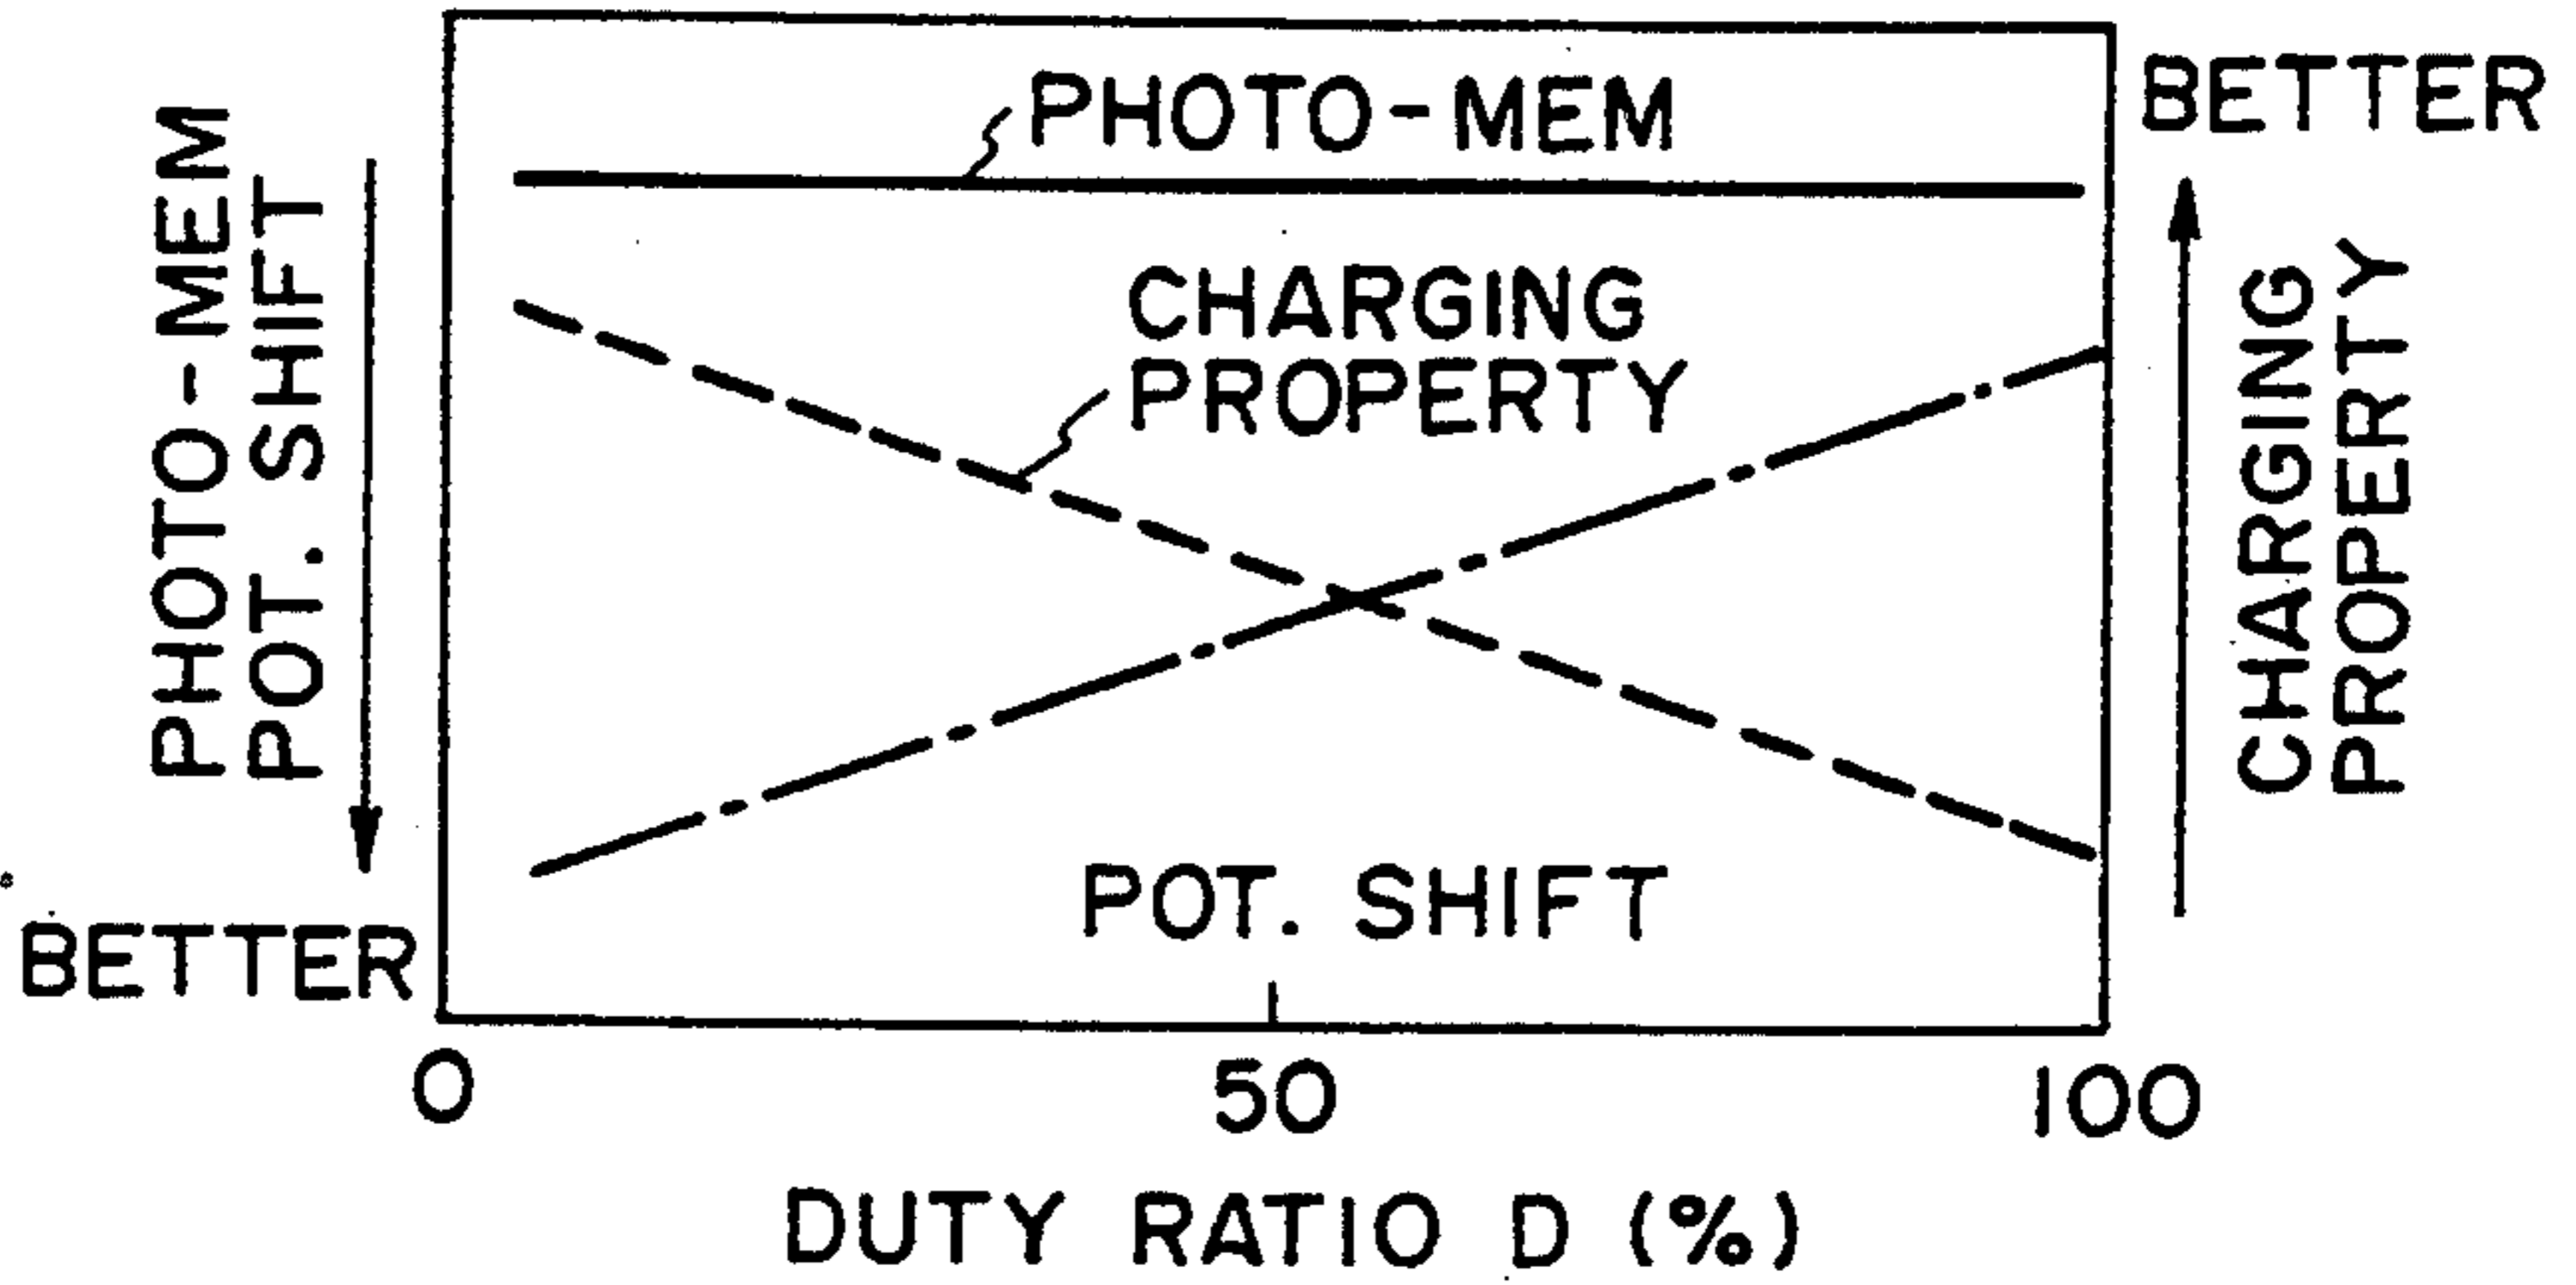 PHOTO-MEM
POT. SHIFT
BETTER
PHOTO-MEM
CHARGING
PROPERTY
POT. SHIFT
BETTER
CHARGING
PROPERTY
0
50
100
DUTY RATIO D (%)